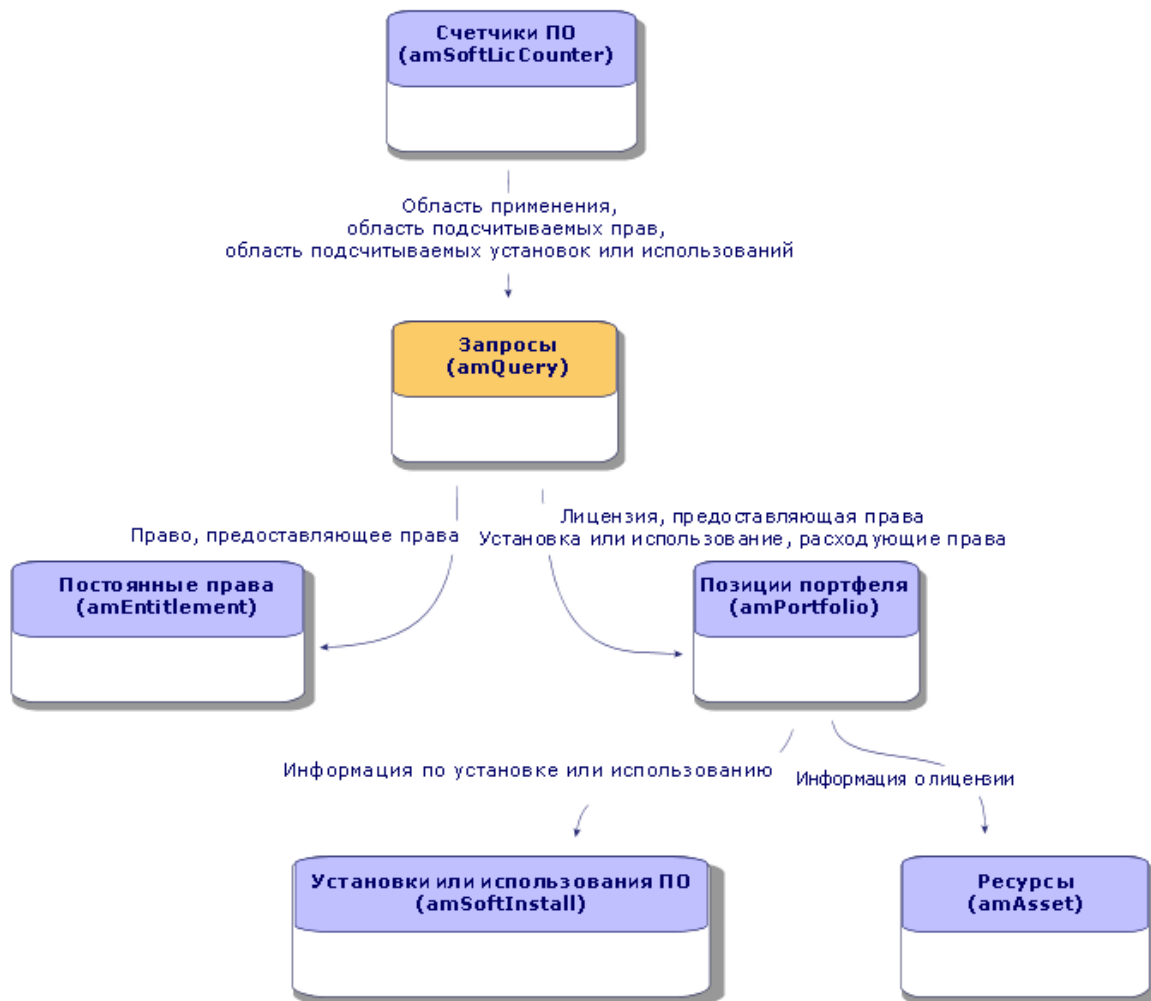 Счетчики ПО
(amSoftLicCounter)
Область применения,
область подсчитываемых прав,
область подсчитываемых установок или использований
Запросы
(amQuery)
Право, предоставляющее права
Лицензия, предоставляющая права
Установка или использование, расходующие права
Постоянные права
(amEntitlement)
Позиции портфеля
(amPortfolio)
Информация по установке или использованию
Информация о лицензии
Установки или использования ПО
(amSoftInstall)
Ресурсы
(amAsset)